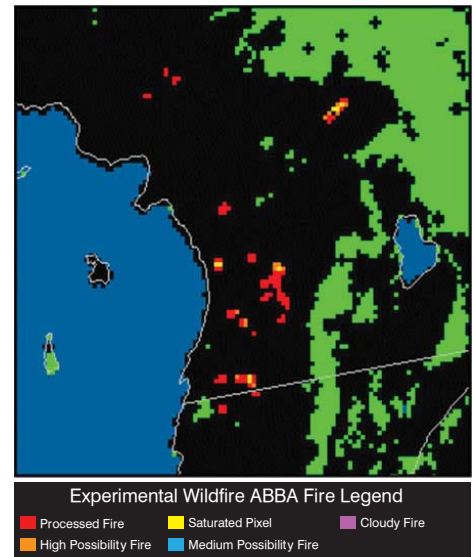 Experimental Wildfire ABBA Fire Legend
Processed Fire Saturated Pixel Cloudy Fire
High Possibility Fire Medium Possibility Fire